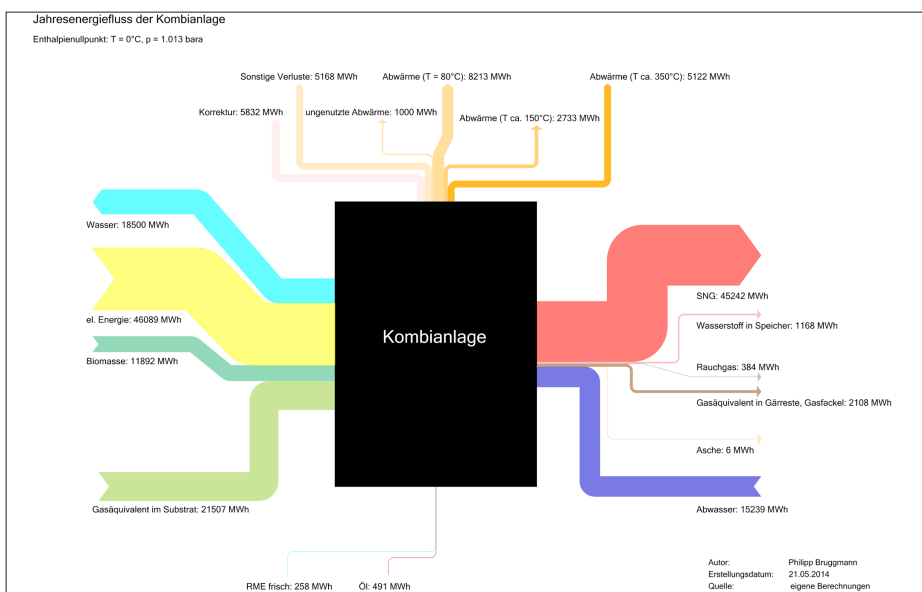 Jahresenergiefluss der Kombianlage
Enthalpienullpunkt: T = 0°C, p = 1.013 bara
Sonstige Verluste: 5168 MWh
Abwärme (T = 80°C): 8213 MWh
Abwärme (T ca. 350°C): 5122 MWh
Korrektur: 5832 MWh
ungenutzte Abwärme: 1000 MWh
Abwärme (T ca. 150°C): 2733 MWh
Wasser: 18500 MWh
el. Energie: 46089 MWh
Biomasse: 11892 MWh
Gasäquivalent im Substrat: 21507 MWh
Kombianlage
SNG: 45242 MWh
Wasserstoff in Speicher: 1168 MWh
Rauchgas: 384 MWh
Gasäquivalent in Gärreste, Gasfackel: 2108 MWh
Asche: 6 MWh
Abwasser: 15239 MWh
RME frisch: 258 MWh
Öl: 491 MWh
Autor: Philipp Bruggmann
Erstellungsdatum: 21.05.2014
Quelle: eigene Berechnungen